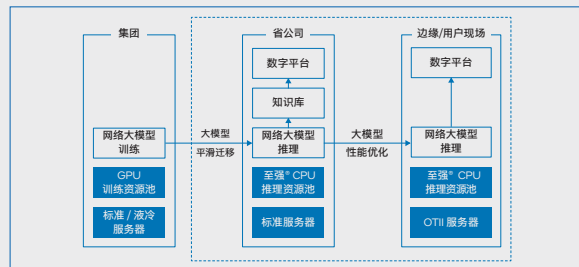 集团
网络大模型
训练
GPU
训练资源池
标准 / 液冷
服务器
大模型
平滑迁移
省公司
数字平台
知识库
网络大模型
推理
至强® CPU
推理资源池
标准服务器
大模型
性能优化
边缘/用户现场
数字平台
网络大模型
推理
至强® CPU
推理资源池
OTII 服务器